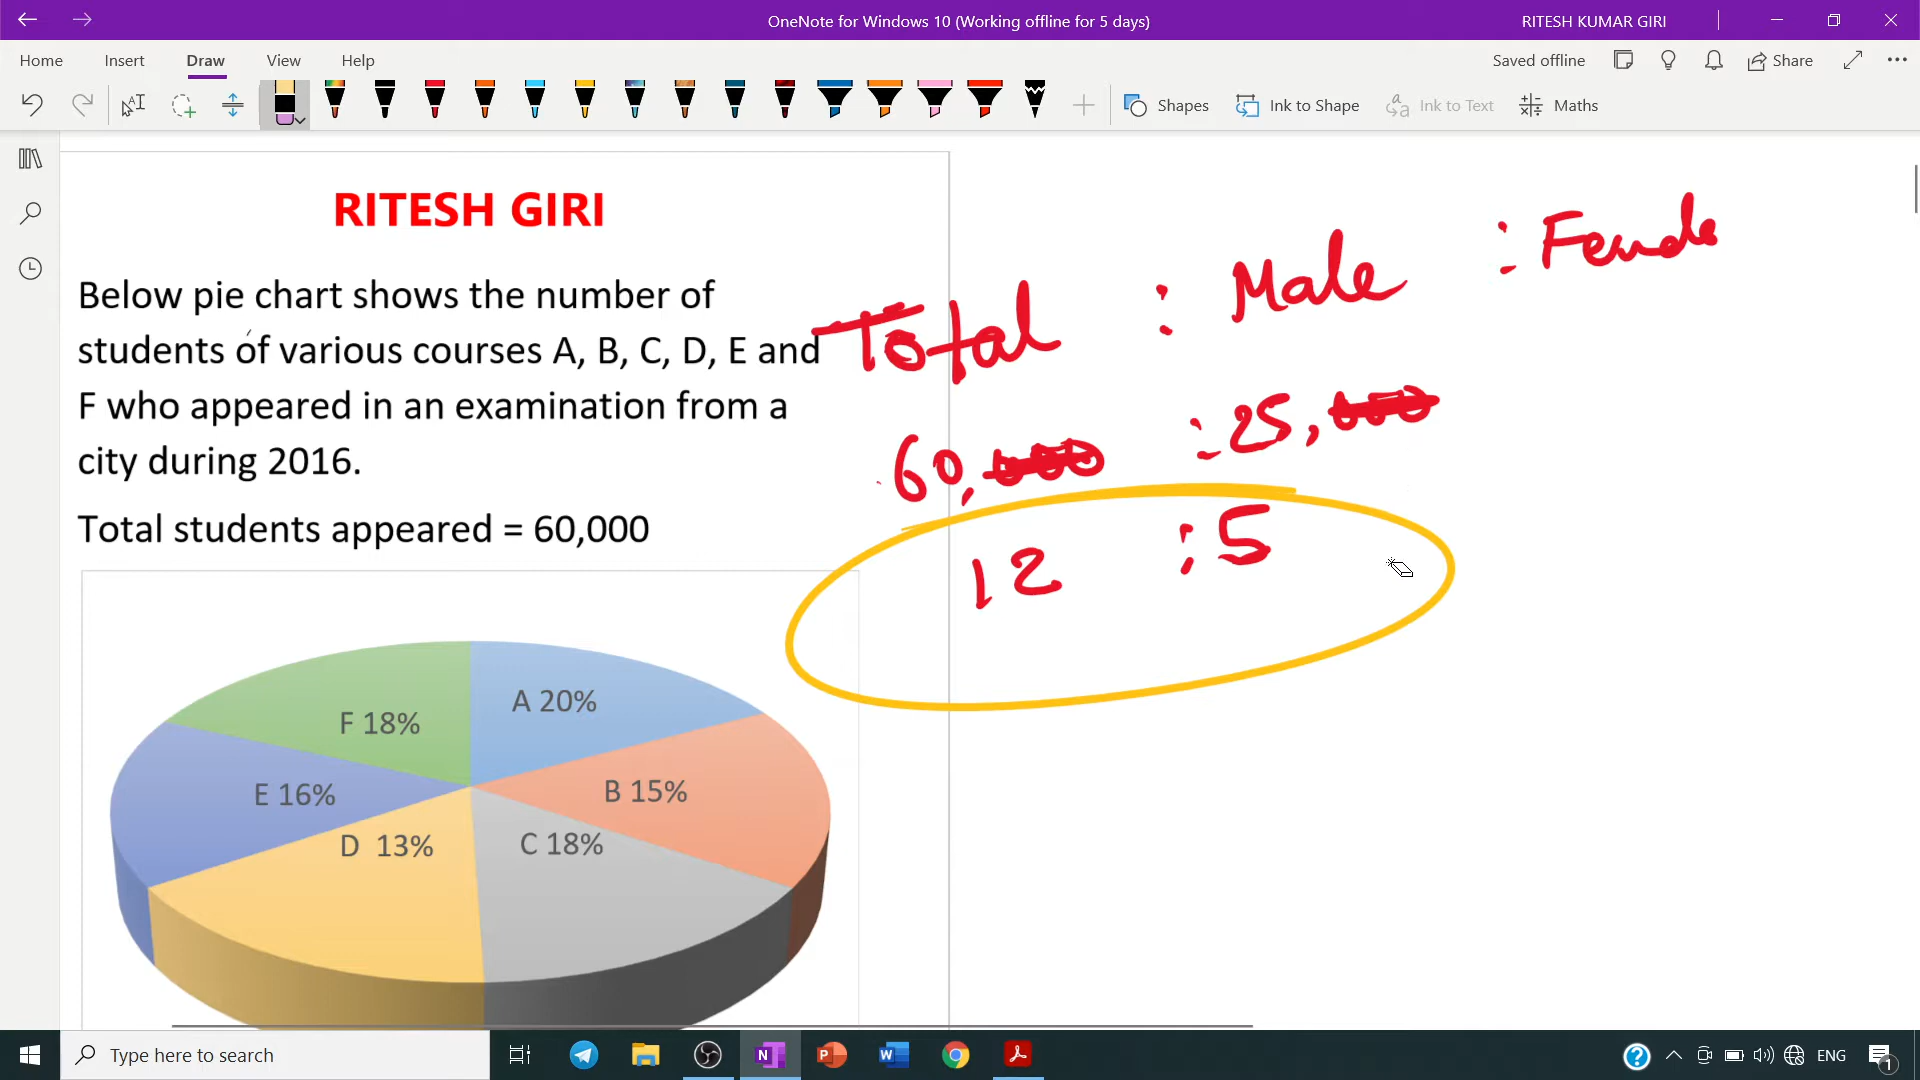 OneNote for Windows 10 (Working offline for 5 days)
RITESH KUMAR GIRI
Home Insert Draw View Help
Saved offline
Share
Shapes
Ink to Shape
Ink to Text
Maths
RITESH GIRI
Below pie chart shows the number of
students of various courses A, B, C, D, E and
F who appeared in an examination from a
city during 2016.
Total students appeared = 60,000
F 18%
A 20%
E 16%
B 15%
D 13%
C 18%
Total : Male :
60,000 : 25,000
12 : 5
Type here to search
ENG
1